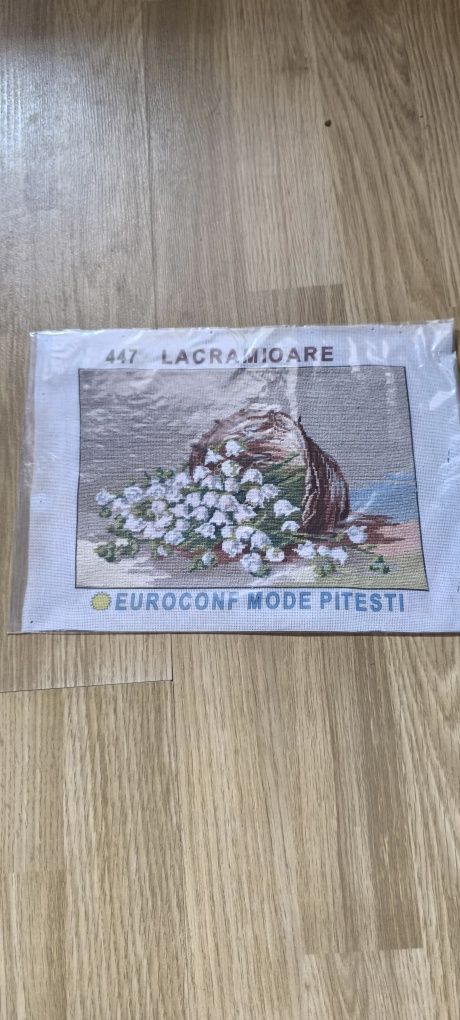 447 LACRAMIOARE
EUROCONF MODE PITESTI